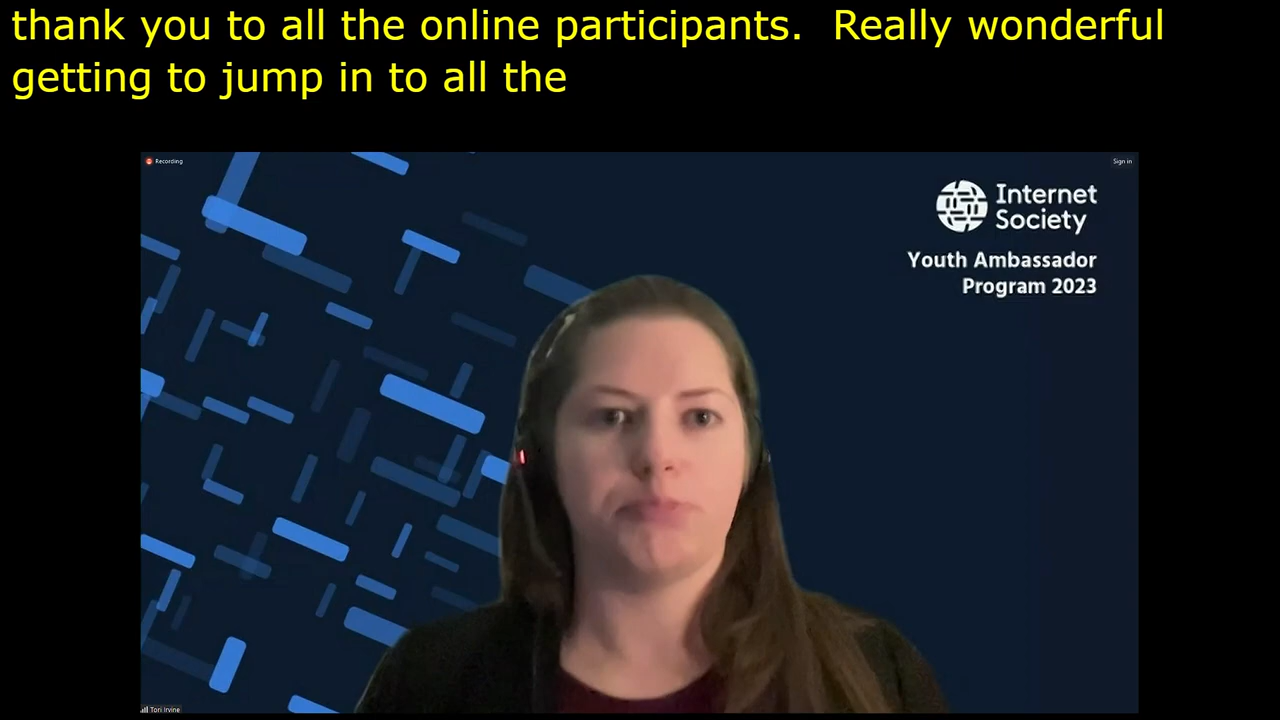 thank you to all the online participants.  Really wonderful
getting to jump in to all the
Recording
Sign in
Internet
Society
Youth Ambassador
Program 2023
Tori Irvine